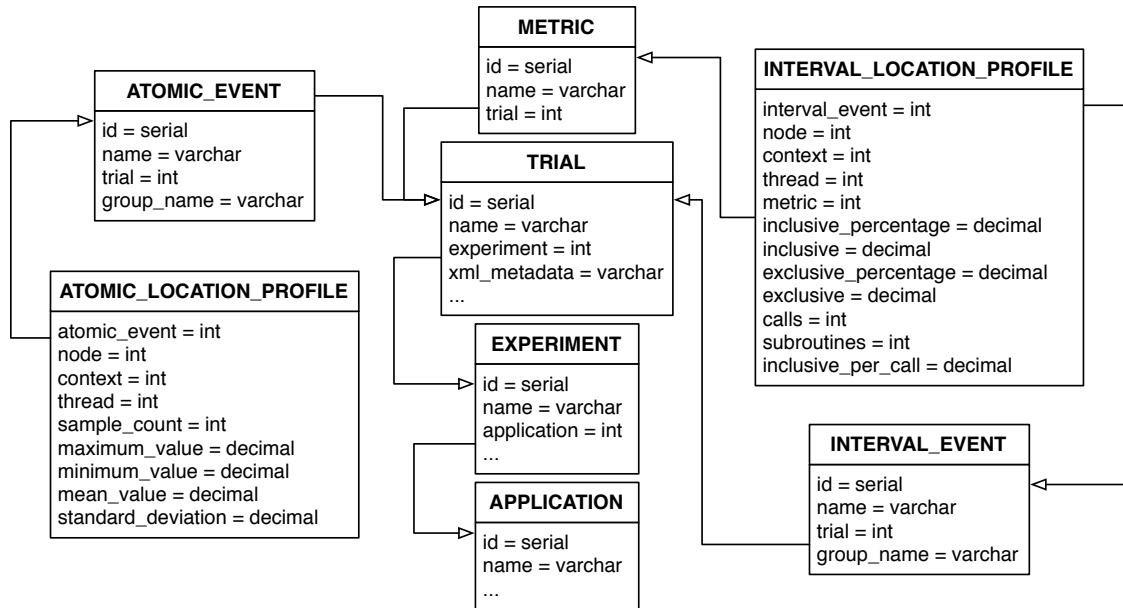 METRIC
id = serial
name = varchar
trial = int
INTERVAL_LOCATION_PROFILE
interval_event = int
node = int
context = int
thread = int
metric = int
inclusive_percentage = decimal
inclusive = decimal
exclusive_percentage = decimal
exclusive = decimal
calls = int
subroutines = int
inclusive_per_call = decimal
ATOMIC_EVENT
id = serial
name = varchar
trial = int
group_name = varchar
TRIAL
id = serial
name = varchar
experiment = int
xml_metadata = varchar
...
ATOMIC_LOCATION_PROFILE
atomic_event = int
node = int
context = int
thread = int
sample_count = int
maximum_value = decimal
minimum_value = decimal
mean_value = decimal
standard_deviation = decimal
EXPERIMENT
id = serial
name = varchar
application = int
...
INTERVAL_EVENT
id = serial
name = varchar
trial = int
group_name = varchar
APPLICATION
id = serial
name = varchar
...